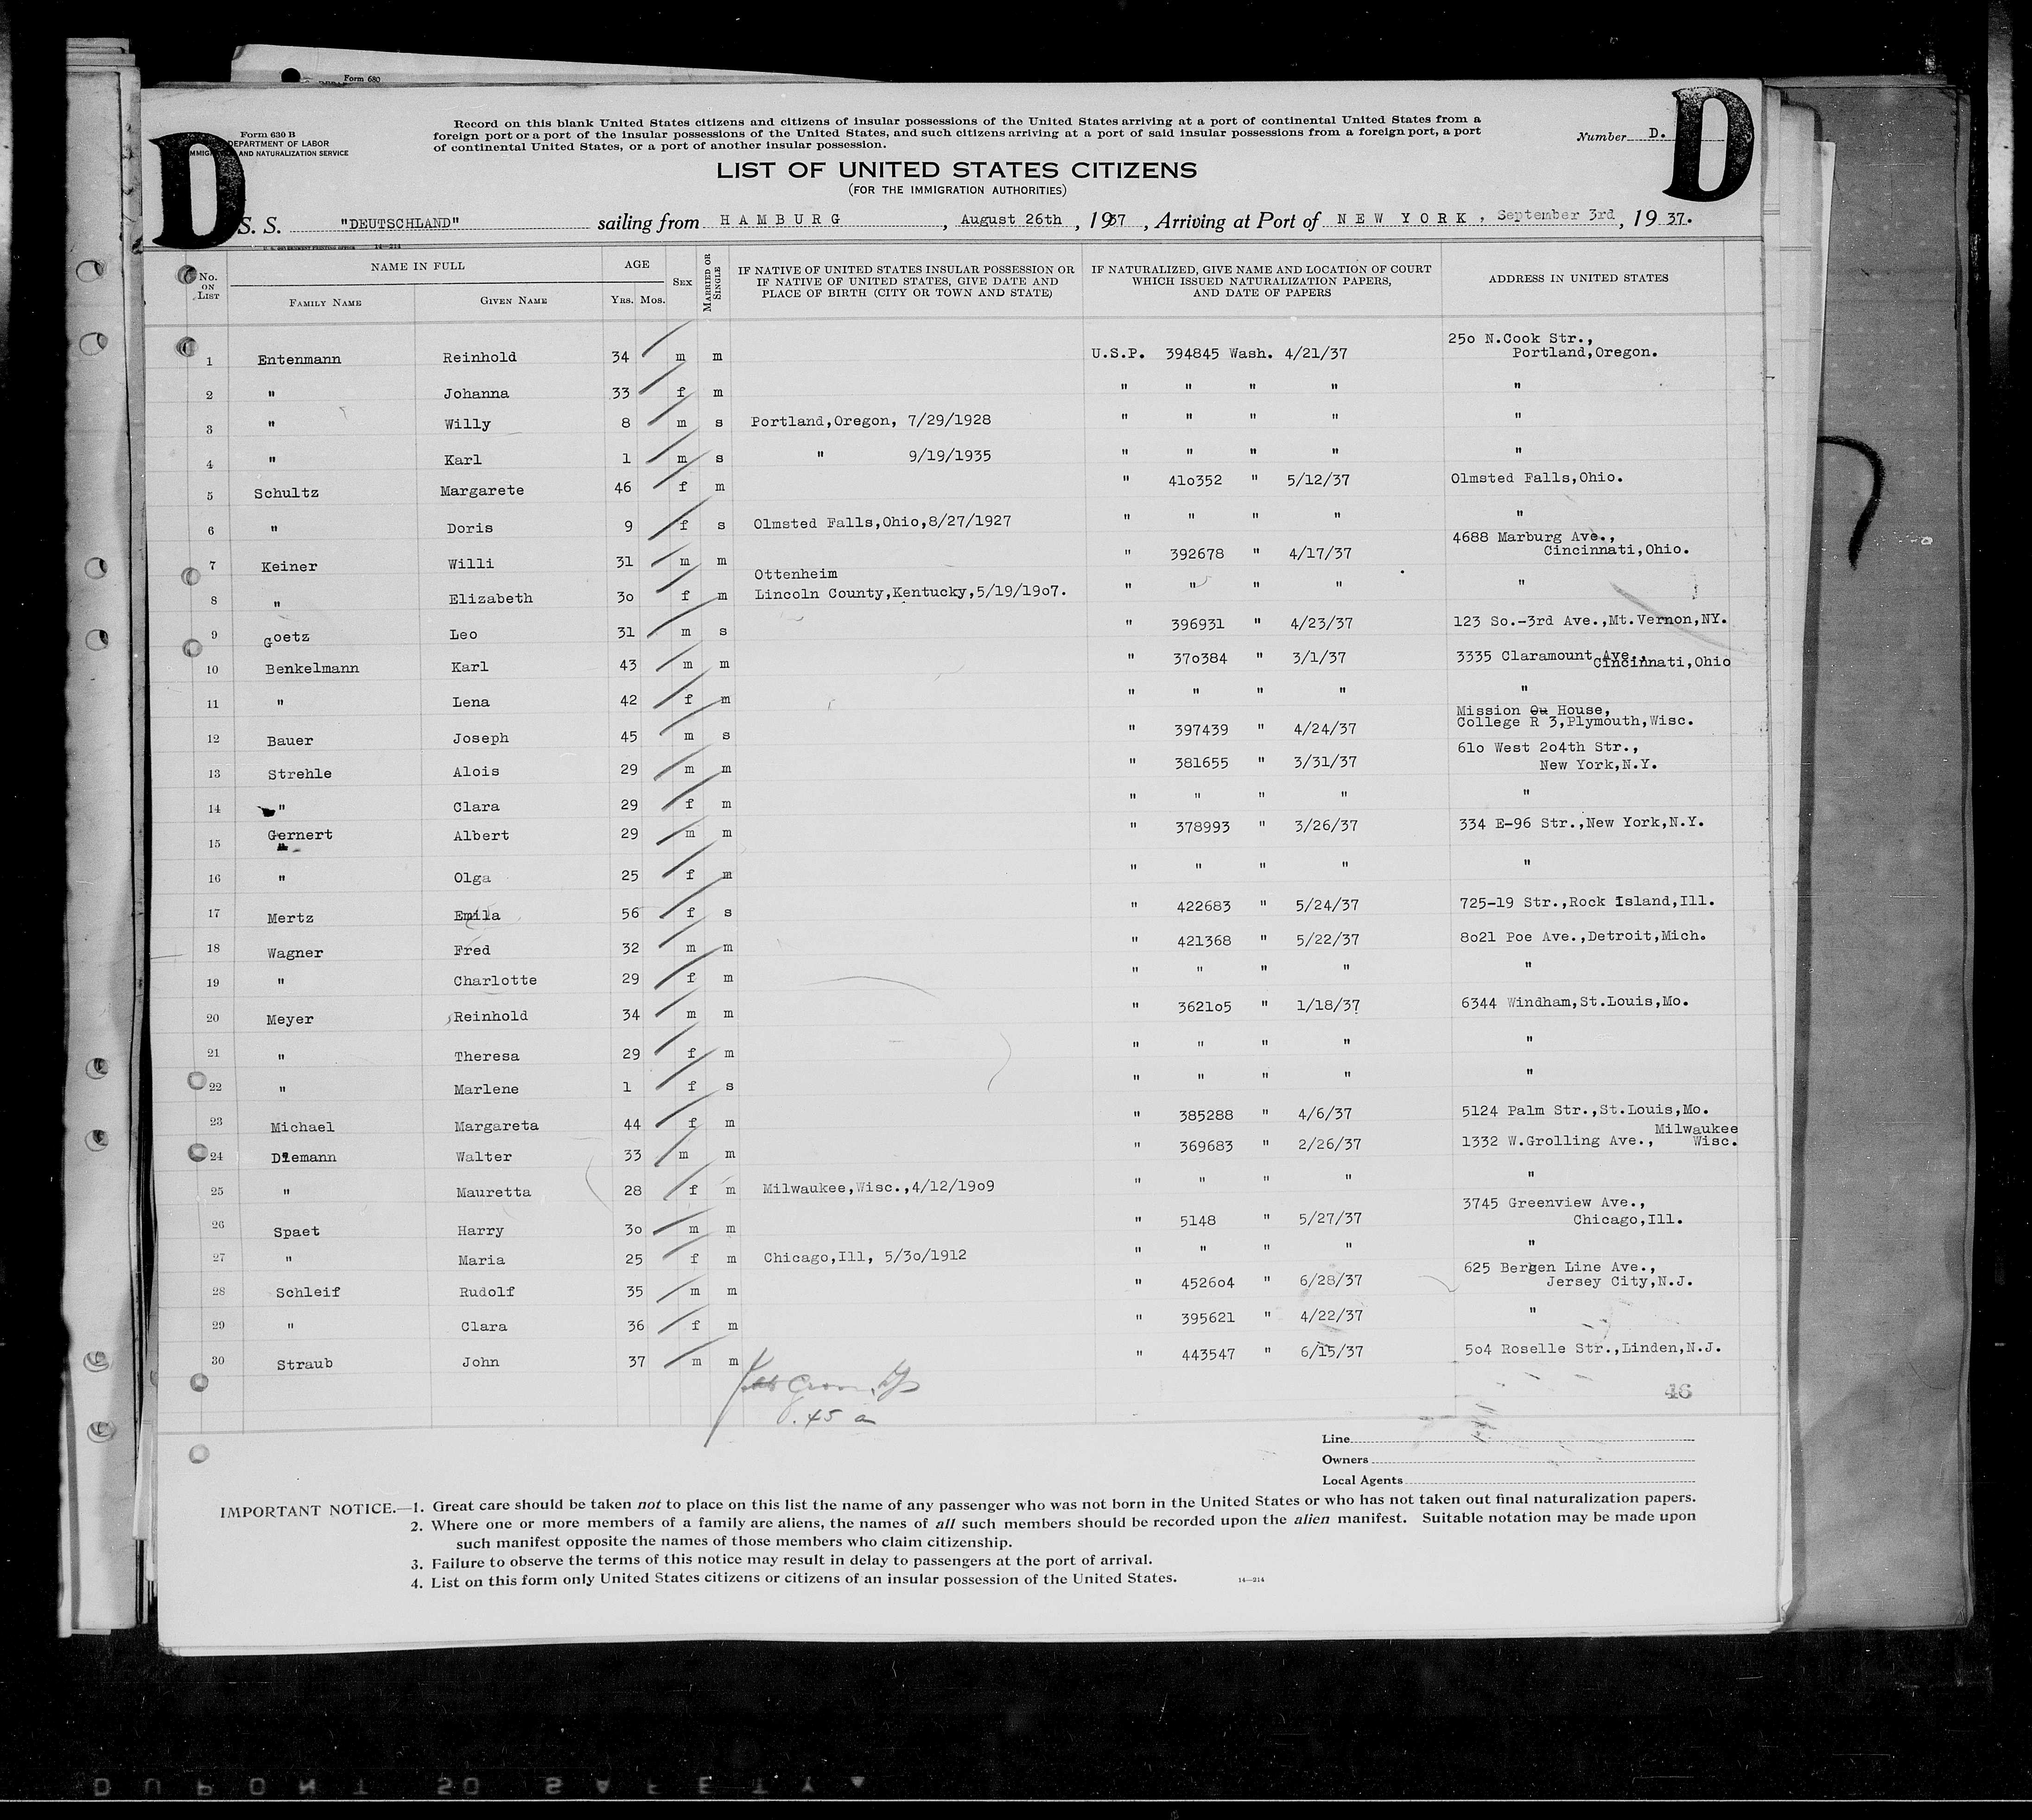 Form 680
D
D
Form 630 B
DEPARTMENT OF LABOR
IMMIGRATION AND NATURALIZATION SERVICE
Record on this blank United States citizens and citizens of insular possessions of the United States arriving at a port of continental United States from a
foreign port or a port of the insular possessions of the United States, and such citizens arriving at a port of said insular possessions from a foreign port, a port
of continental United States, or a port of another insular possession.
Number D.
LIST OF UNITED STATES CITIZENS
(FOR THE IMMIGRATION AUTHORITIES)
S. S. "DEUTSCHLAND" sailing from HAMBURG, August 26th, 1937, Arriving at Port of NEW YORK, September 3rd, 1937.
14—214
No. ON LIST NAME IN FULL FAMILY NAME GIVEN NAME AGE YRS. MOS. SEX MARRIED OR SINGLE IF NATIVE OF UNITED STATES INSULAR POSSESSION OR IF NATIVE OF UNITED STATES, GIVE DATE AND PLACE OF BIRTH (CITY OR TOWN AND STATE) IF NATURALIZED, GIVE NAME AND LOCATION OF COURT WHICH ISSUED NATURALIZATION PAPERS, AND DATE OF PAPERS ADDRESS IN UNITED STATES
1 Entenmann Reinhold 34 m m U.S.P. 394845 Wash. 4/21/37 25o N.Cook Str., Portland,Oregon.
2 " Johanna 33 f m " " " " "
3 " Willy 8 m s Portland,Oregon, 7/29/1928 " " " " "
4 " Karl 1 m s " 9/19/1935 " " " " "
5 Schultz Margarete 46 f m " 41o352 " 5/12/37 Olmsted Falls,Ohio.
6 " Doris 9 f s Olmsted Falls,Ohio,8/27/1927 " " " " "
7 Keiner Willi 31 m m " 392678 " 4/17/37 4688 Marburg Ave., Cincinnati,Ohio.
8 " Elizabeth 3o f m Ottenheim Lincoln County,Kentucky,5/19/19o7. " " " " "
9 Goetz Leo 31 m s " 396931 " 4/23/37 123 So.-3rd Ave.,Mt.Vernon,NY.
10 Benkelmann Karl 43 m m " 37o384 " 3/1/37 3335 Claramount Ave., Cincinnati,Ohio
11 " Lena 42 f m " " " " "
12 Bauer Joseph 45 m s " 397439 " 4/24/37 Mission Ou House, College R 3,Plymouth,Wisc.
13 Strehle Alois 29 m m " 381655 " 3/31/37 61o West 2o4th Str., New York,N.Y.
14 " Clara 29 f m " " " " "
15 Gernert Albert 29 m m " 378993 " 3/26/37 334 E-96 Str.,New York,N.Y.
16 " Olga 25 f m " " " " "
17 Mertz Emila 56 f s " 422683 " 5/24/37 725-19 Str.,Rock Island,Ill.
18 Wagner Fred 32 m m " 421368 " 5/22/37 8o21 Poe Ave.,Detroit,Mich.
19 " Charlotte 29 f m " " " " "
20 Meyer Reinhold 34 m m " 3621o5 " 1/18/37 6344 Windham,St.Louis,Mo.
21 " Theresa 29 f m " " " " "
22 " Marlene 1 f s " " " " "
23 Michael Margareta 44 f m " 385288 " 4/6/37 5124 Palm Str.,St.Louis,Mo.
24 Diemann Walter 33 m m " 369683 " 2/26/37 1332 W.Grolling Ave., Milwaukee Wisc.
25 " Mauretta 28 f m Milwaukee,Wisc.,4/12/19o9 " " " " "
26 Spaet Harry 3o m m " 5148 " 5/27/37 3745 Greenview Ave., Chicago,Ill.
27 " Maria 25 f m Chicago,Ill, 5/3o/1912 " " " " "
28 Schleif Rudolf 35 m m " 4526o4 " 6/28/37 625 Bergen Line Ave., Jersey City,N.J.
29 " Clara 36 f m " 395621 " 4/22/37 "
30 Straub John 37 m m " 443547 " 6/15/37 5o4 Roselle Str.,Linden,N.J.
45 a
46
Line
Owners
Local Agents
IMPORTANT NOTICE.—1. Great care should be taken not to place on this list the name of any passenger who was not born in the United States or who has not taken out final naturalization papers.
2. Where one or more members of a family are aliens, the names of all such members should be recorded upon the alien manifest. Suitable notation may be made upon
such manifest opposite the names of those members who claim citizenship.
3. Failure to observe the terms of this notice may result in delay to passengers at the port of arrival.
4. List on this form only United States citizens or citizens of an insular possession of the United States. 14—214
DUPONT 50 SAFETY